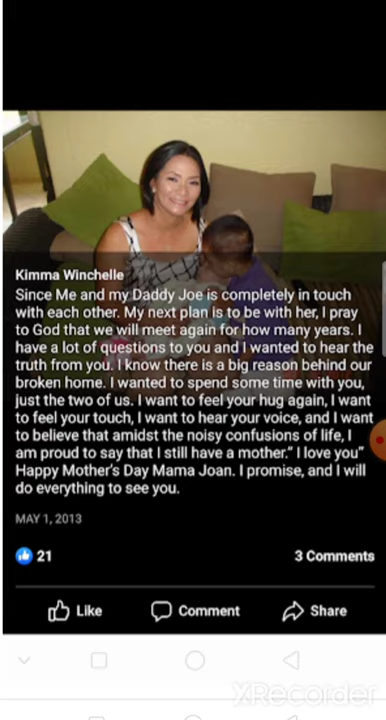 Kimma Winchelle
Since Me and my Daddy Joe is completely in touch
with each other. My next plan is to be with her, I pray
to God that we will meet again for how many years. I
have a lot of questions to you and I wanted to hear the
truth from you. I know there is a big reason behind our
broken home. I wanted to spend some time with you,
just the two of us. I want to feel your hug again, I want
to feel your touch, I want to hear your voice, and I want
to believe that amidst the noisy confusions of life, I
am proud to say that I still have a mother.” I love you”
Happy Mother's Day Mama Joan. I promise, and I will
do everything to see you.
MAY 1, 2013
21 3 Comments
Like Comment Share
XRecorder